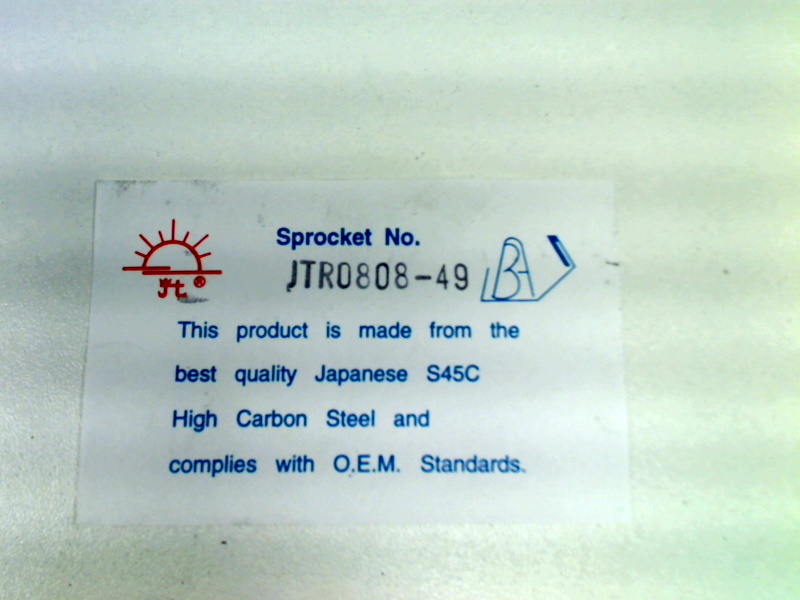 Sprocket No.
JTR0808-49
This product is made from the
best quality Japanese S45C
High Carbon Steel and
complies with O.E.M. Standards.